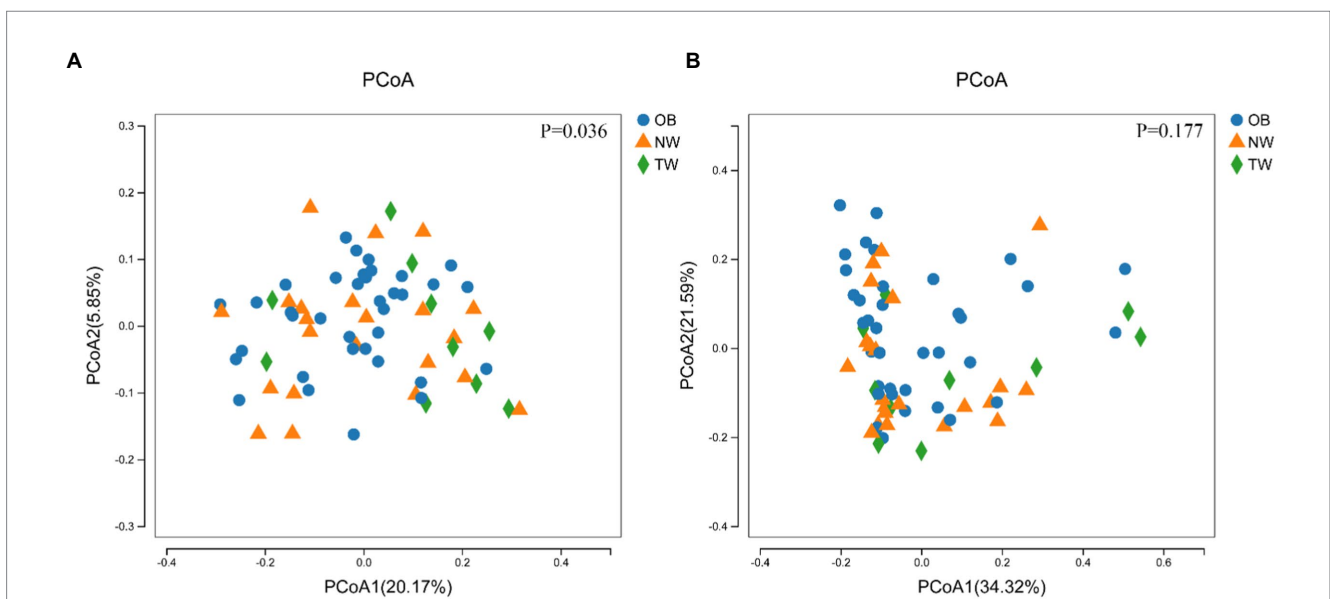 A
PCoA
P=0.036
OB
NW
TW
0.3
0.2
0.1
0.0
-0.1
-0.2
-0.3
PCoA2(5.85%)
-0.4
-0.2
0.0
0.2
0.4
PCoA1(20.17%)
B
PCoA
P=0.177
OB
NW
TW
0.4
0.2
0.0
-0.2
-0.4
PCoA2(21.59%)
-0.4
-0.2
0.0
0.2
0.4
0.6
PCoA1(34.32%)